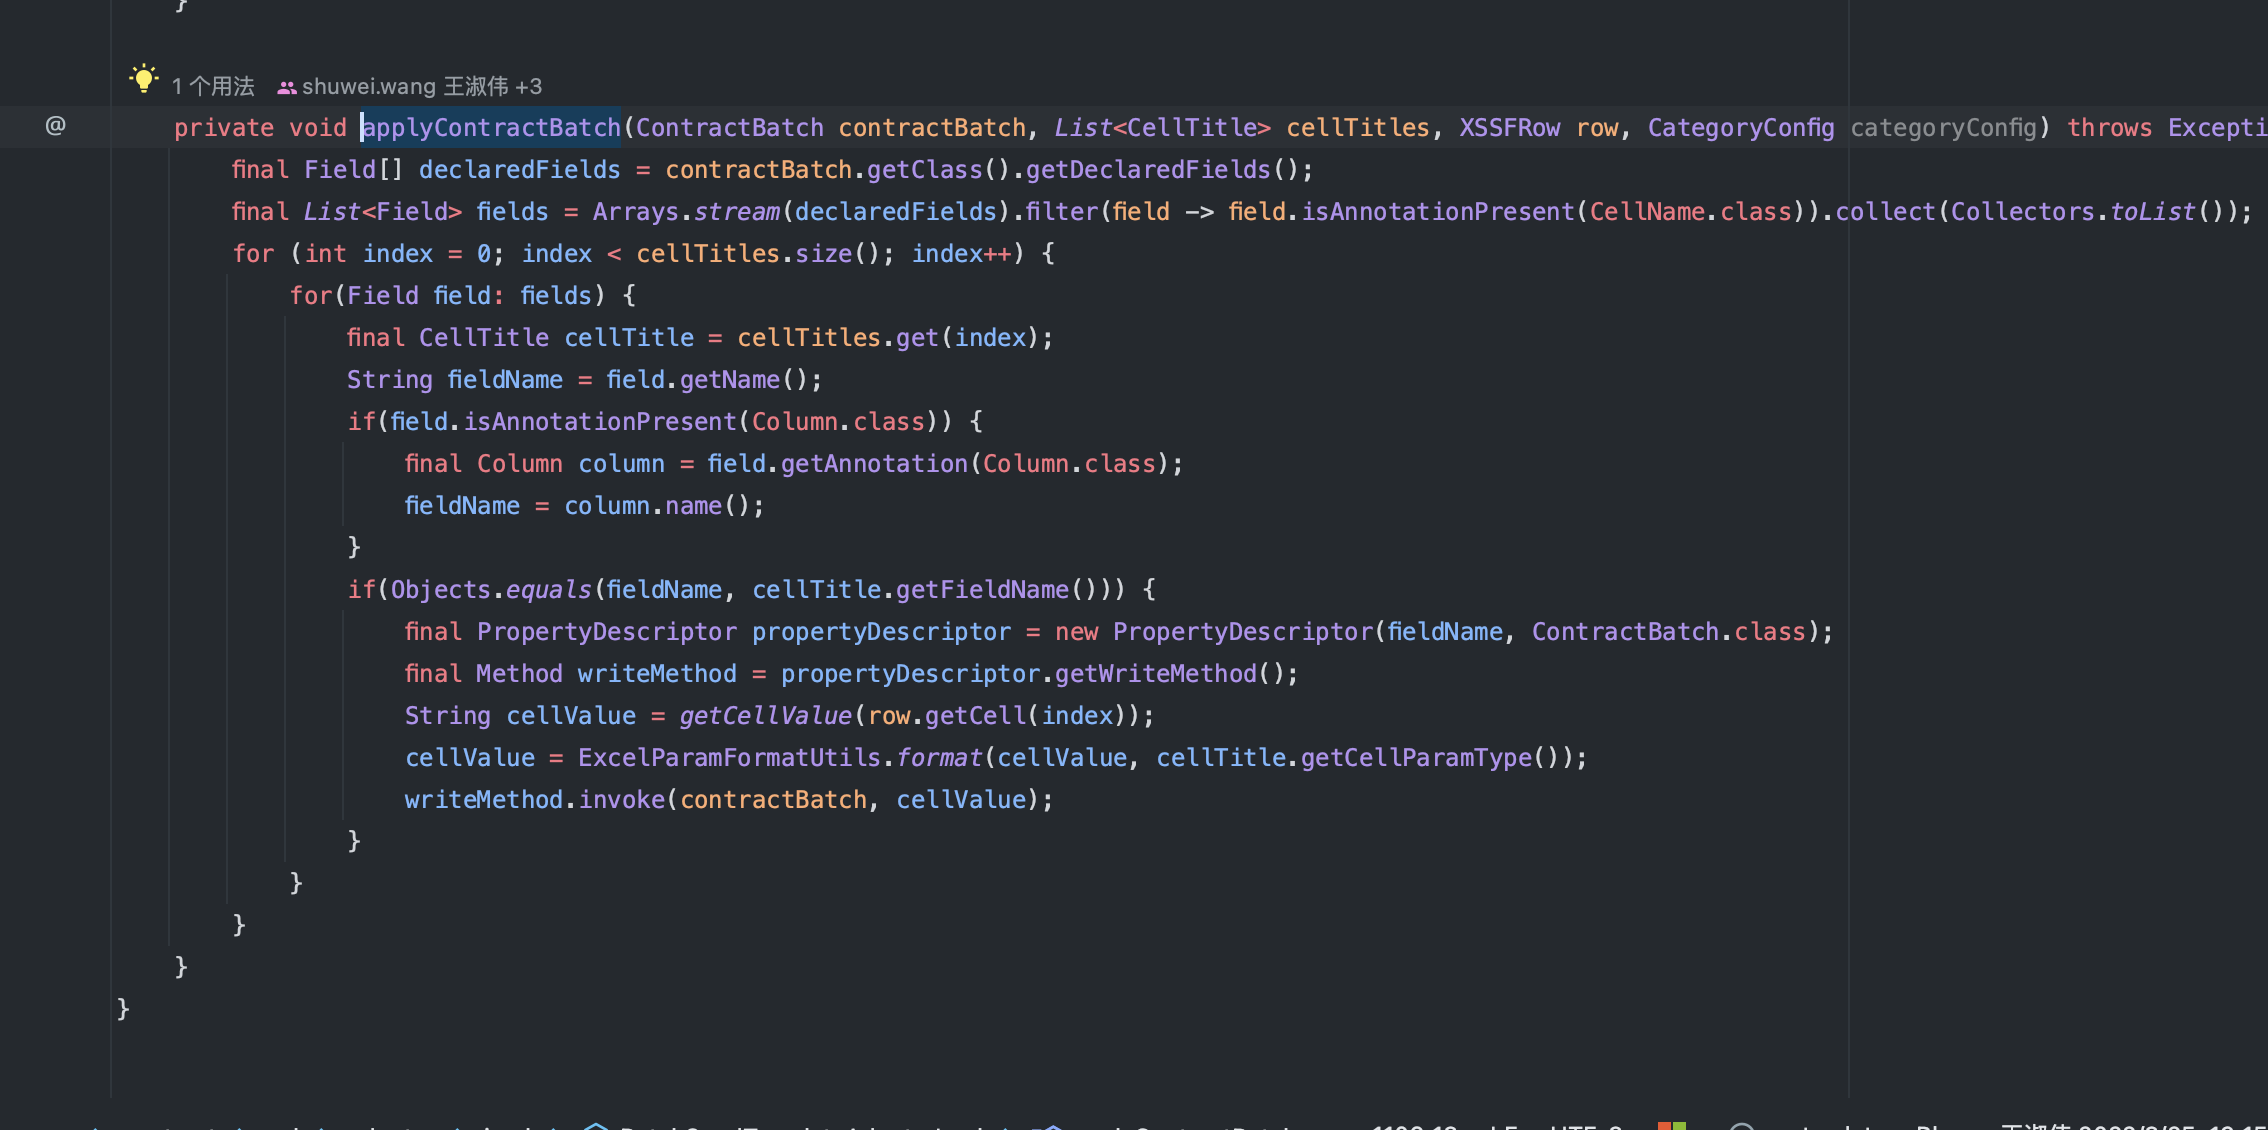 }
1 个用法 shuwei.wang 王淑伟 +3
@
private void applyContractBatch(ContractBatch contractBatch, List<CellTitle> cellTitles, XSSFRow row, CategoryConfig categoryConfig) throws Excepti
final Field[] declaredFields = contractBatch.getClass().getDeclaredFields();
final List<Field> fields = Arrays.stream(declaredFields).filter(field -> field.isAnnotationPresent(CellName.class)).collect(Collectors.toList());
for (int index = 0; index < cellTitles.size(); index++) {
for(Field field: fields) {
final CellTitle cellTitle = cellTitles.get(index);
String fieldName = field.getName();
if(field.isAnnotationPresent(Column.class)) {
final Column column = field.getAnnotation(Column.class);
fieldName = column.name();
}
if(Objects.equals(fieldName, cellTitle.getFieldName())) {
final PropertyDescriptor propertyDescriptor = new PropertyDescriptor(fieldName, ContractBatch.class);
final Method writeMethod = propertyDescriptor.getWriteMethod();
String cellValue = getCellValue(row.getCell(index));
cellValue = ExcelParamFormatUtils.format(cellValue, cellTitle.getCellParamType());
writeMethod.invoke(contractBatch, cellValue);
}
}
}
}
}